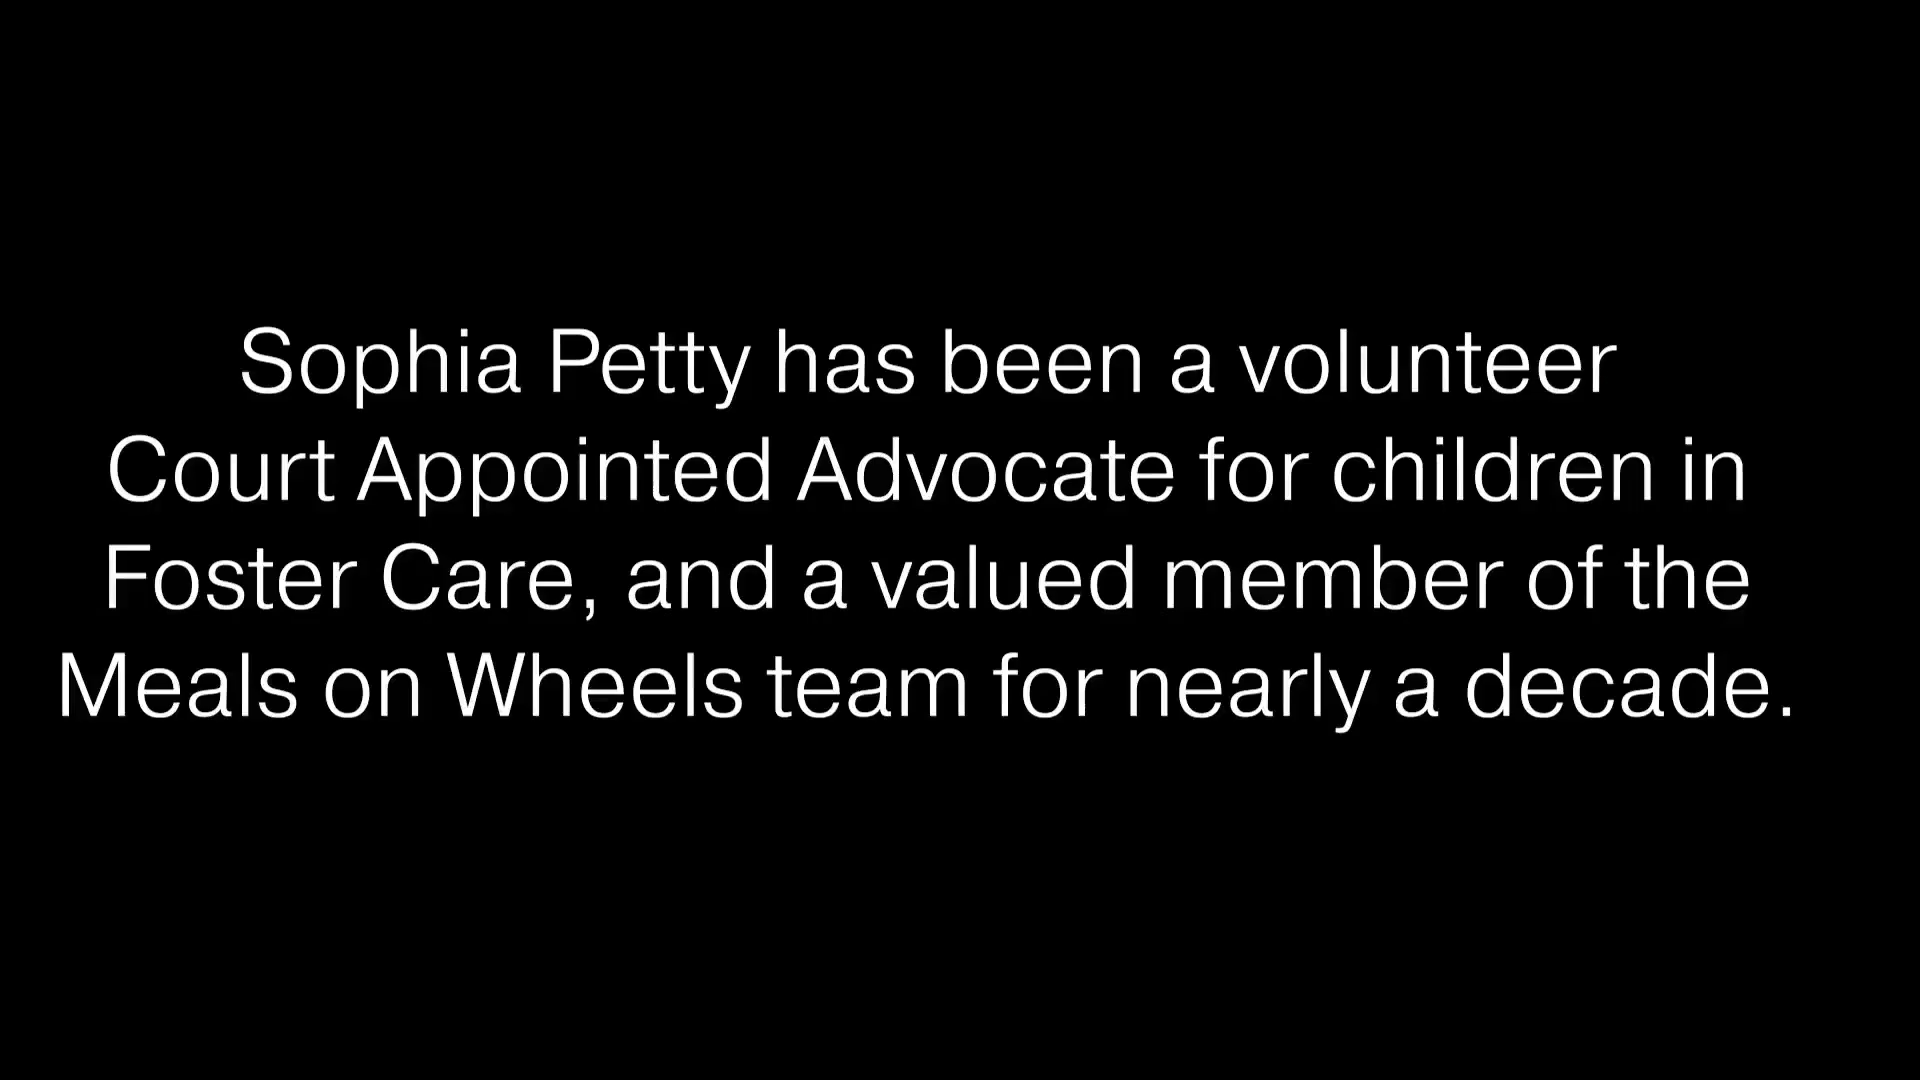 Sophia Petty has been a volunteer
Court Appointed Advocate for children in
Foster Care, and a valued member of the
Meals on Wheels team for nearly a decade.